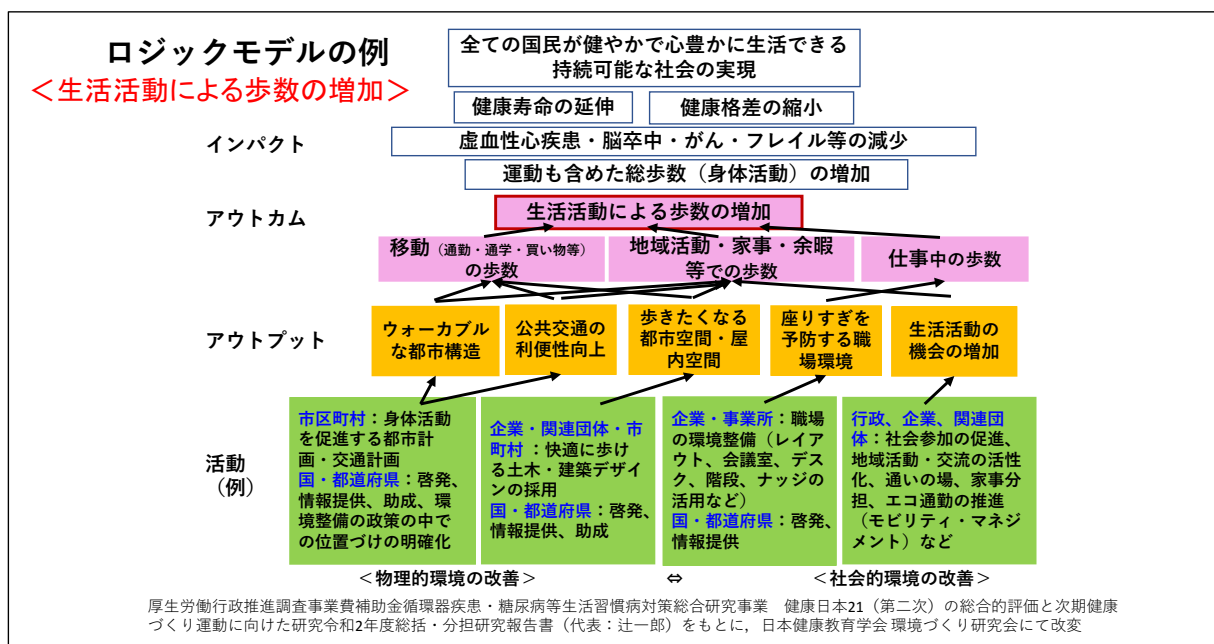 ロジックモデルの例
＜生活活動による歩数の増加＞
全ての国民が健やかで心豊かに生活できる
持続可能な社会の実現
健康寿命の延伸
健康格差の縮小
インパクト
虚血性心疾患・脳卒中・がん・フレイル等の減少
運動も含めた総歩数（身体活動）の増加
アウトカム
生活活動による歩数の増加
移動（通勤・通学・買い物等）
の歩数
地域活動・家事・余暇
等での歩数
仕事中の歩数
アウトプット
ウォーカブル
な都市構造
公共交通の
利便性向上
歩きたくなる
都市空間・屋
内空間
座りすぎを
予防する職
場環境
生活活動の
機会の増加
活動
（例）
市区町村：身体活動
を促進する都市計
画・交通計画
国・都道府県：啓発、
情報提供、助成、環
境整備の政策の中で
の位置づけの明確化
企業・関連団体・市
町村：快適に歩け
る土木・建築デザイ
ンの採用
国・都道府県：啓発、
情報提供、助成
企業・事業所：職場
の環境整備（レイア
ウト、会議室、デス
ク、階段、ナッジの
活用など）
国・都道府県：啓発、
情報提供
行政、企業、関連団
体：社会参加の促進、
地域活動・交流の活性
化、通いの場、家事分
担、エコ通勤の推進
（モビリティ・マネジ
メント）など
＜物理的環境の改善＞ ⇔ ＜社会的環境の改善＞
厚生労働行政推進調査事業費補助金循環器疾患・糖尿病等生活習慣病対策総合研究事業　健康日本21（第二次）の総合的評価と次期健康
づくり運動に向けた研究令和2年度総括・分担研究報告書（代表：辻一郎）をもとに，日本健康教育学会 環境づくり研究会にて改変